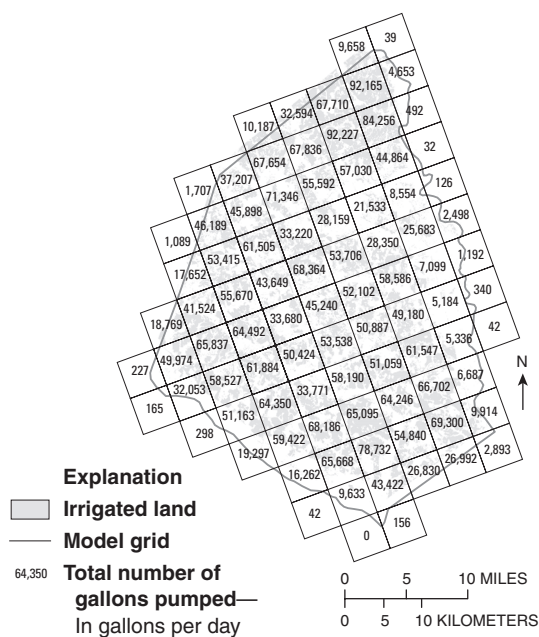 9,658 39
10,187 32,594 67,710 92,165 4,653
1,707 37,207 67,654 67,836 92,227 84,256 492
1,089 46,189 45,898 71,346 55,592 57,030 44,864 32
17,652 53,415 61,505 33,220 28,159 21,533 8,554 126
18,769 41,524 55,670 43,649 68,364 53,706 28,350 25,683 2,498
227 49,974 65,837 64,492 33,680 45,240 52,102 58,586 7,099 1,192
165 32,053 58,527 61,884 50,424 53,538 50,887 49,180 5,184 340
298 51,163 64,350 33,771 58,190 51,059 61,547 5,336 42
19,297 59,422 68,186 65,095 64,246 66,702 6,687
16,262 65,668 78,732 54,840 69,300 9,914
42 9,633 43,422 26,830 26,992 2,893
0 156
N
Explanation
Irrigated land
Model grid
64,350 Total number of
gallons pumped—
In gallons per day
0 5 10 MILES
0 5 10 KILOMETERS